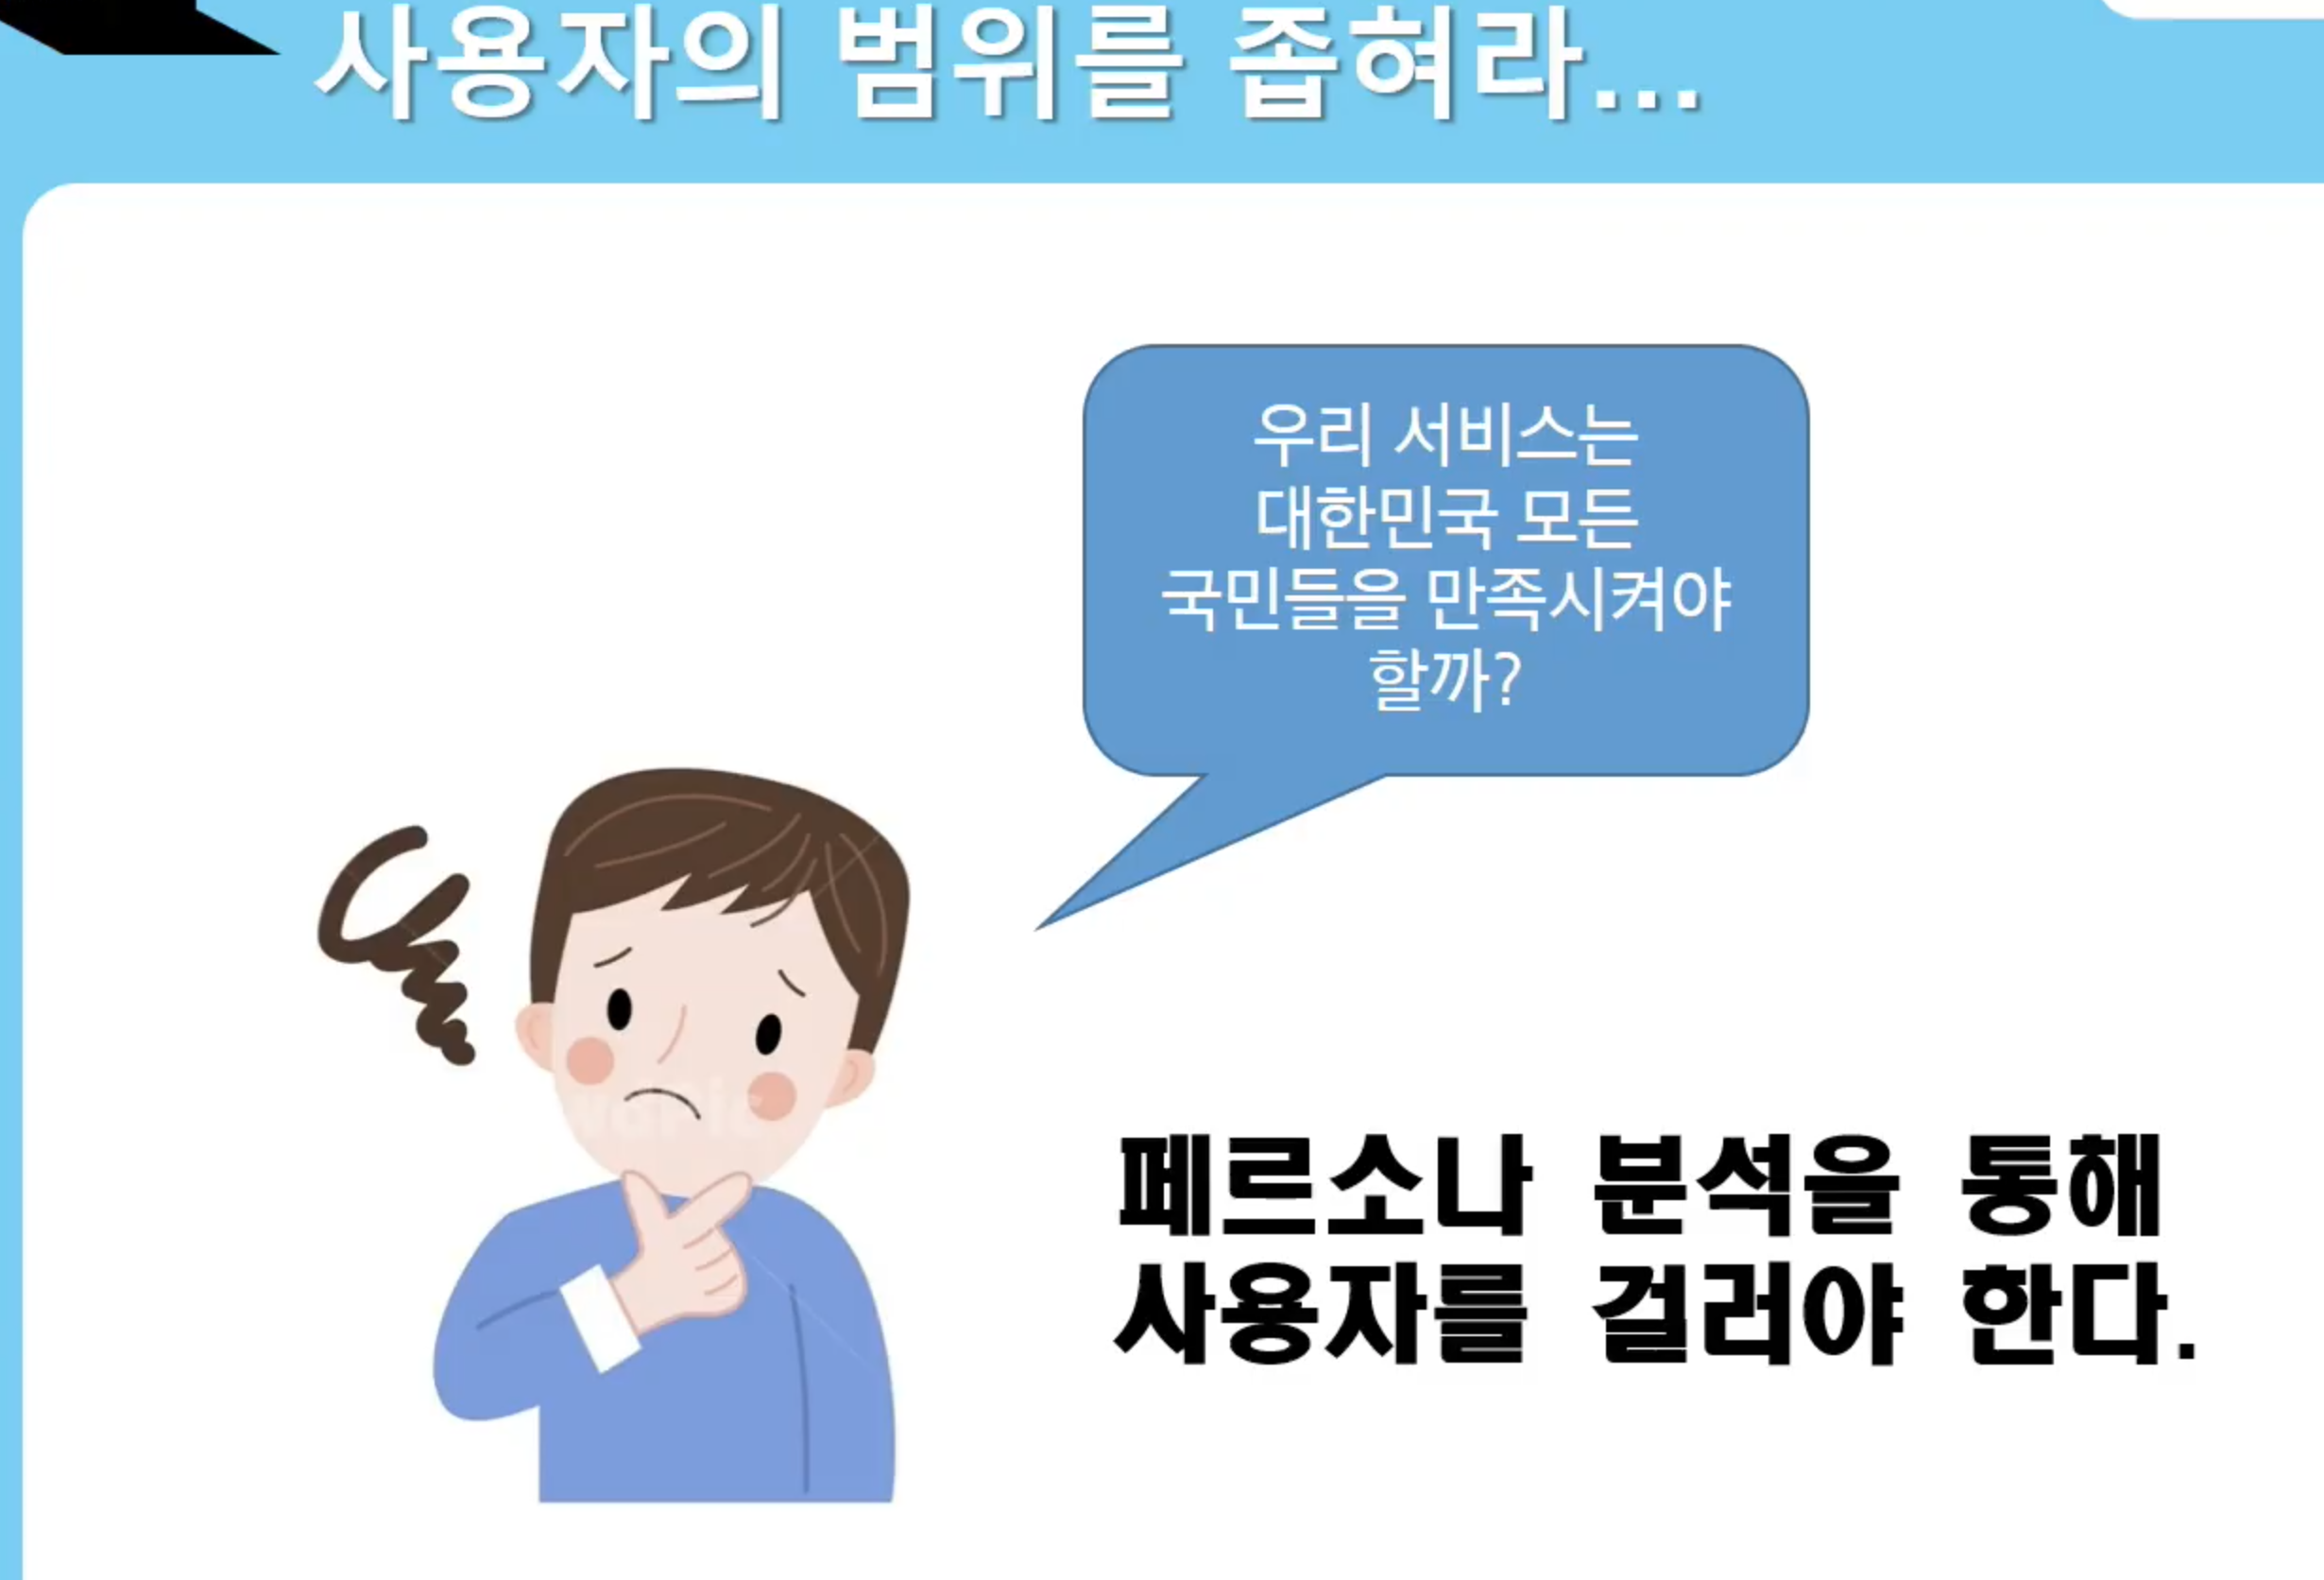 사용자의 범위를 좁혀라...
우리 서비스는
대한민국 모든
국민들을 만족시켜야
할까?
페르소나 분석을 통해
사용자를 걸러야 한다.